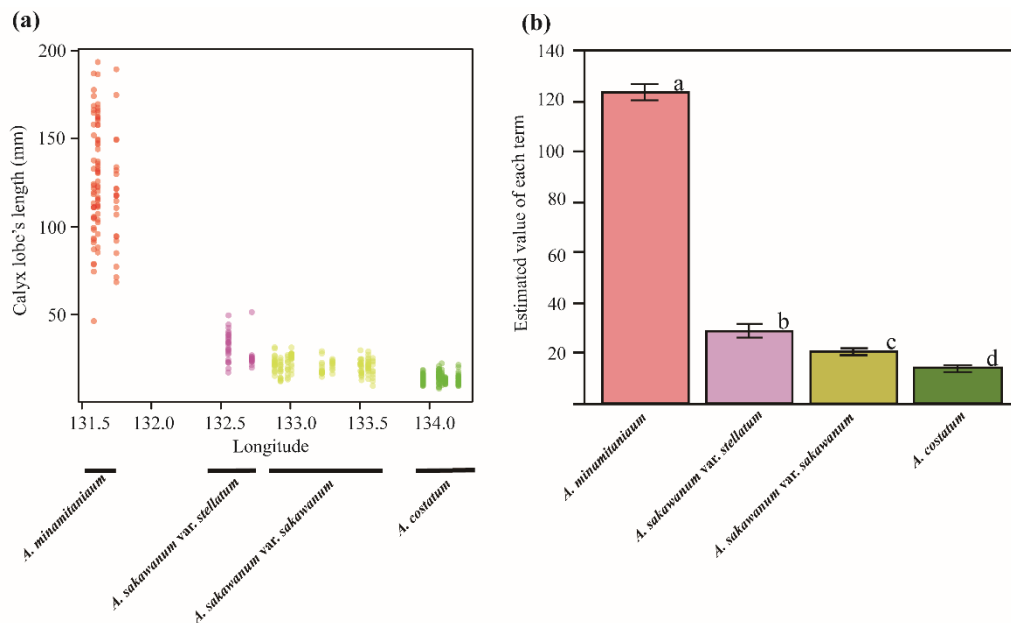 (a)
200
150
100
50
Calyx lobe's length (mm)
131.5 132.0 132.5 133.0 133.5 134.0
Longitude
A. minamitaniaum
A. sakawanum var. stellatum
A. sakawanum var. sakawanum
A. costatum
(b)
140
120
100
80
60
40
20
Estimated value of each term
a
b
c
d
A. minamitaniaum
A. sakawanum var. stellatum
A. sakawanum var. sakawanum
A. costatum